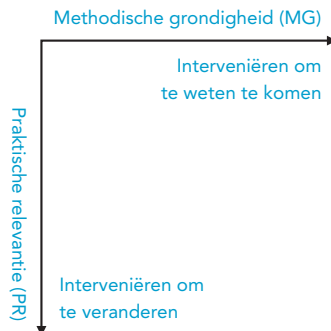 Methodische grondigheid (MG)
Interveniëren om
te weten te komen
Praktische relevantie (PR)
Interveniëren om
te veranderen